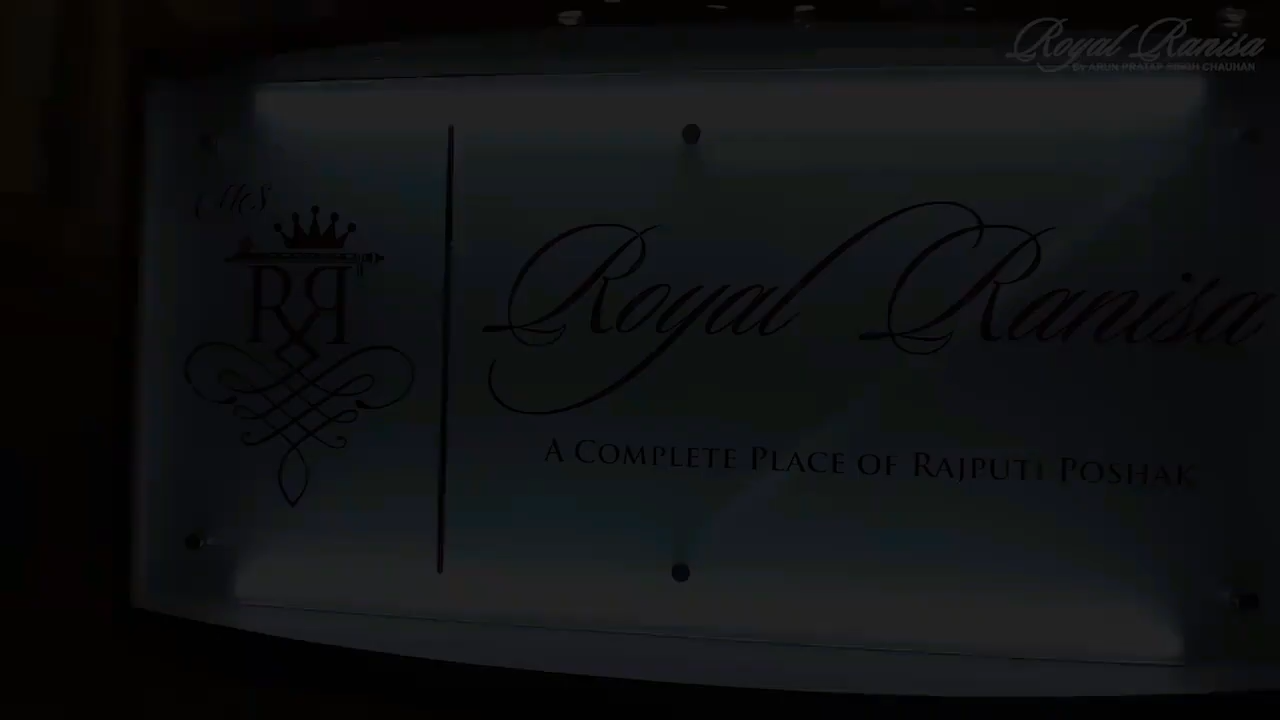 Royal Ranisa
BY ARUN PRATAP SINGH CHAUHAN
M&S
RR
Royal Ranisa
A COMPLETE PLACE OF RAJPUTI POSHAK